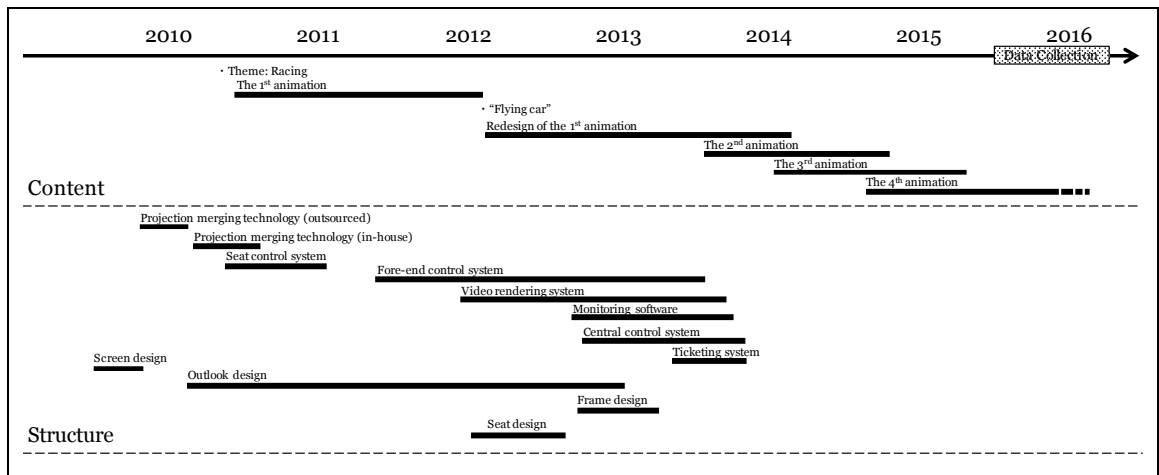 2010 2011 2012 2013 2014 2015 2016
Data Collection
・Theme: Racing
The 1st animation
・“Flying car”
Redesign of the 1st animation
The 2nd animation
The 3rd animation
The 4th animation
Content
Projection merging technology (outsourced)
Projection merging technology (in-house)
Seat control system
Fore-end control system
Video rendering system
Monitoring software
Central control system
Ticketing system
Screen design
Outlook design
Frame design
Seat design
Structure